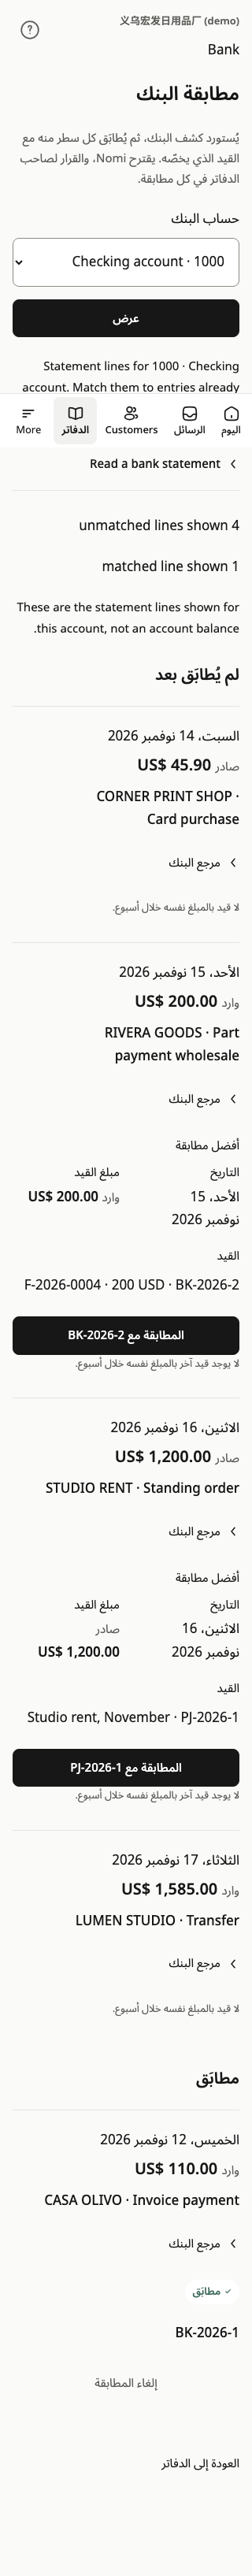 义乌宏发日用品厂 (demo)
Bank
مطابقة البنك
يُستورد كشف البنك، ثم يُطابَق كل سطر منه مع
القيد الذي يخصّه. يقترح Nomi، والقرار لصاحب
الدفاتر في كل مطابقة.
حساب البنك
Checking account · 1000
عرض
Statement lines for 1000 · Checking
account. Match them to entries already
اليوم
الرسائل
Customers
الدفاتر
More
Read a bank statement
unmatched lines shown 4
matched line shown 1
These are the statement lines shown for
this account, not an account balance.
لم يُطابَق بعد
السبت، 14 نوفمبر 2026
صادر US$ 45.90
CORNER PRINT SHOP ·
Card purchase
مرجع البنك
لا قيد بالمبلغ نفسه خلال أسبوع.
الأحد، 15 نوفمبر 2026
وارد US$ 200.00
RIVERA GOODS · Part
payment wholesale
مرجع البنك
أفضل مطابقة
التاريخ
مبلغ القيد
الأحد، 15
نوفمبر 2026
وارد US$ 200.00
القيد
F-2026-0004 · 200 USD · BK-2026-2
المطابقة مع BK-2026-2
لا يوجد قيد آخر بالمبلغ نفسه خلال أسبوع.
الاثنين، 16 نوفمبر 2026
صادر US$ 1,200.00
STUDIO RENT · Standing order
مرجع البنك
أفضل مطابقة
التاريخ
مبلغ القيد
الاثنين، 16
نوفمبر 2026
صادر
US$ 1,200.00
القيد
Studio rent, November · PJ-2026-1
المطابقة مع PJ-2026-1
لا يوجد قيد آخر بالمبلغ نفسه خلال أسبوع.
الثلاثاء، 17 نوفمبر 2026
وارد US$ 1,585.00
LUMEN STUDIO · Transfer
مرجع البنك
لا قيد بالمبلغ نفسه خلال أسبوع.
مطابَق
الخميس، 12 نوفمبر 2026
وارد US$ 110.00
CASA OLIVO · Invoice payment
مرجع البنك
مطابَق
BK-2026-1
إلغاء المطابقة
العودة إلى الدفاتر